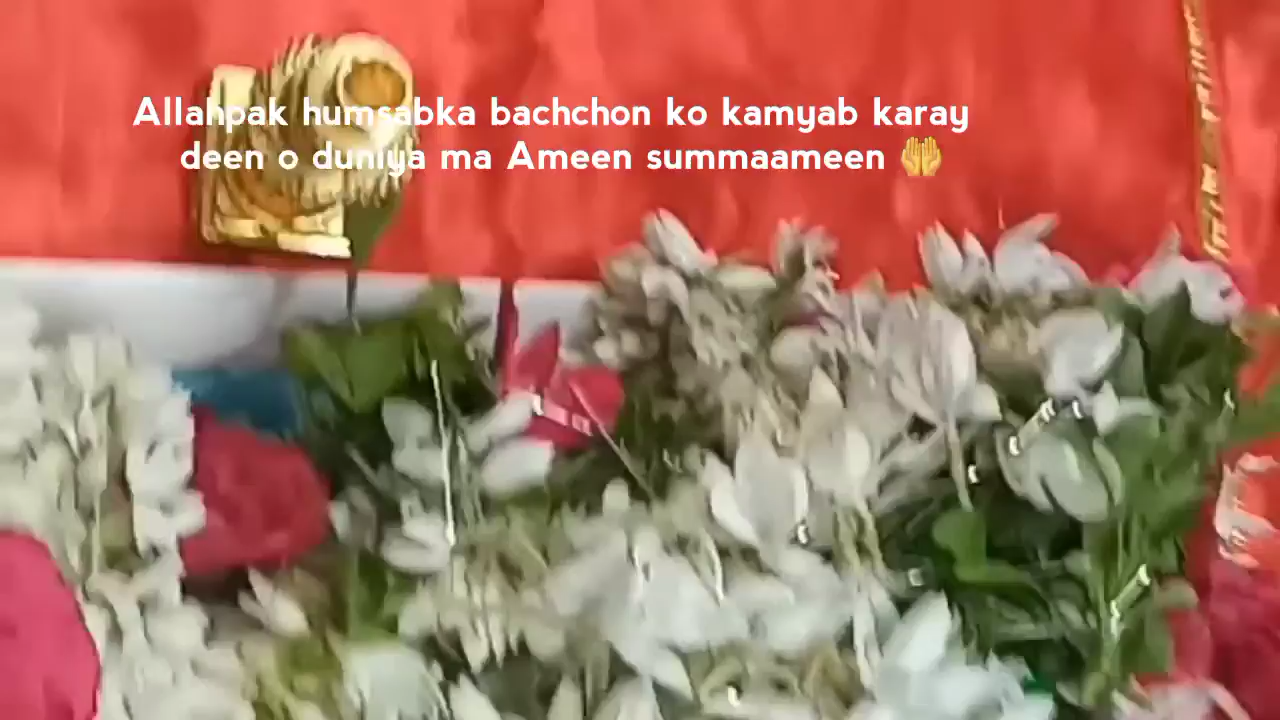 Allahpak humsabka bachchon ko kamyab karay
deen o duniya ma Ameen summaameen 🤲